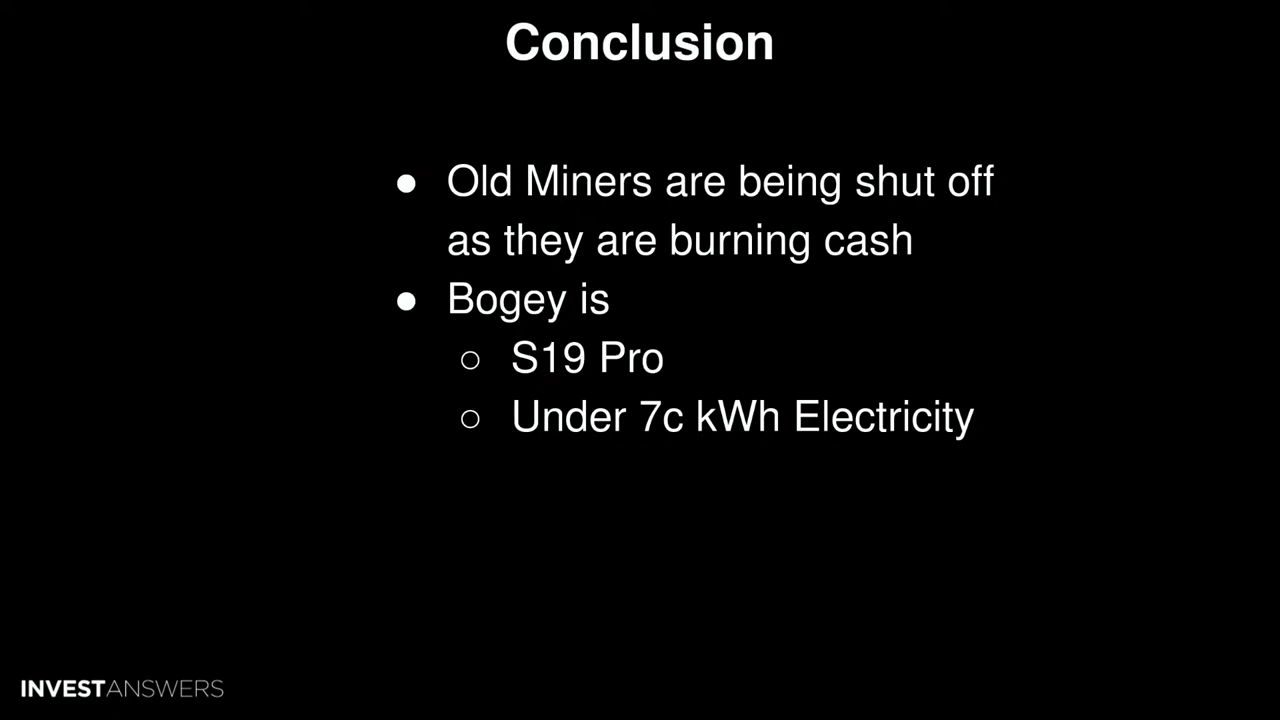 Conclusion
● Old Miners are being shut off
as they are burning cash
● Bogey is
○ S19 Pro
○ Under 7c kWh Electricity
INVESTANSWERS